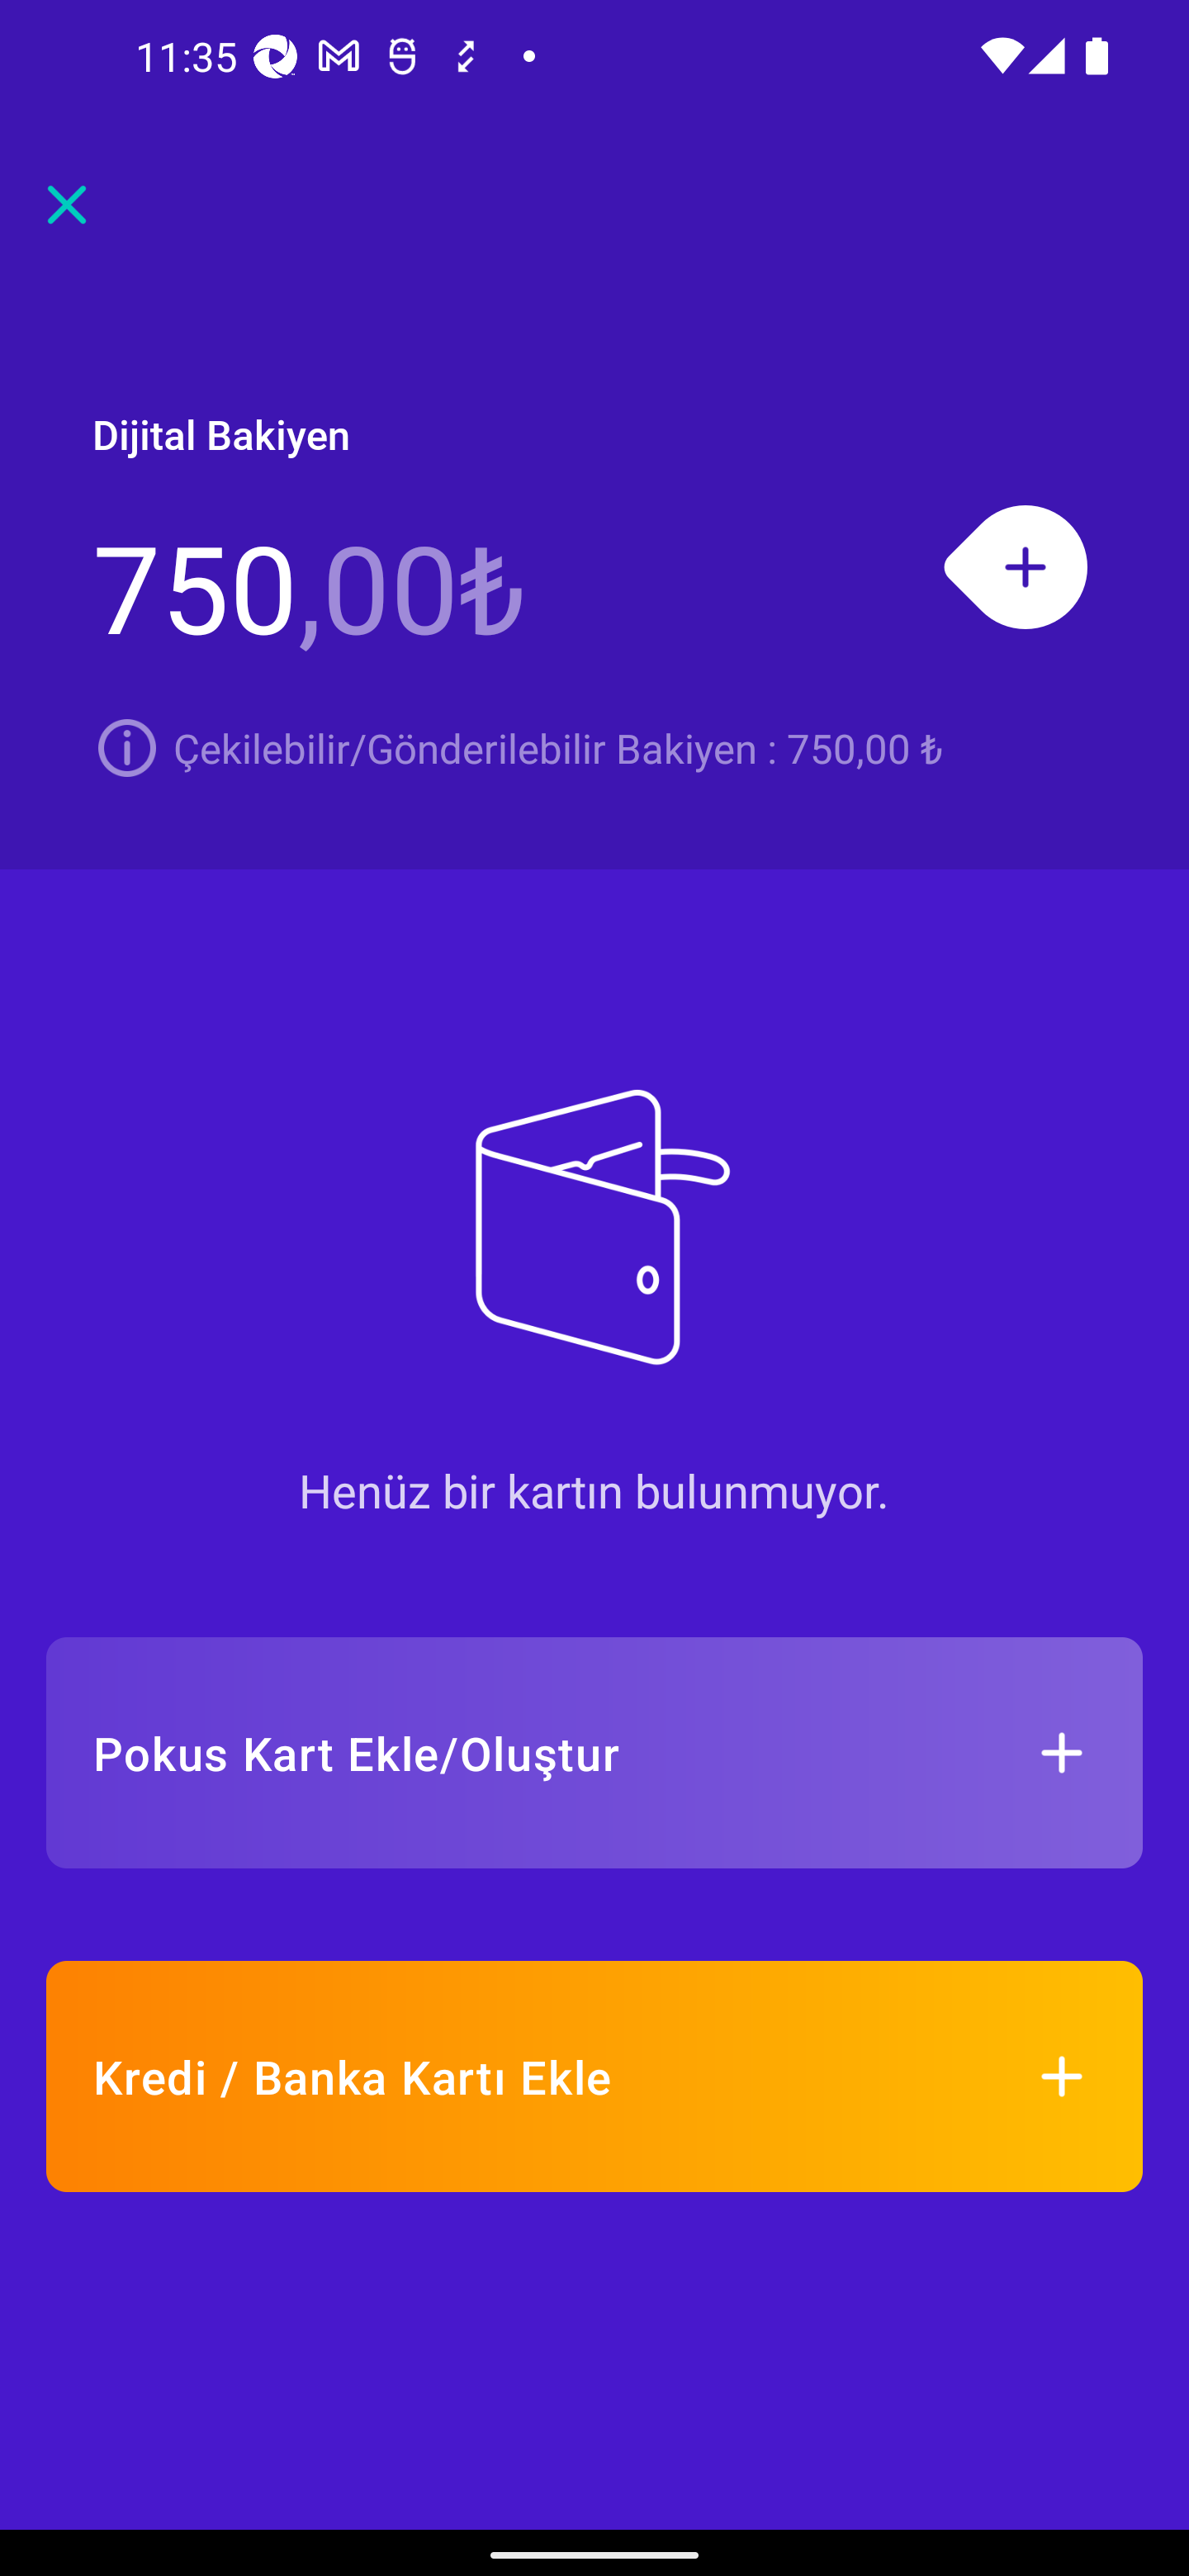 11:35
Dijital Bakiyen
750,00₺
Çekilebilir/Gönderilebilir Bakiyen : 750,00 ₺
Henüz bir kartın bulunmuyor.
Pokus Kart Ekle/Oluştur
Kredi / Banka Kartı Ekle